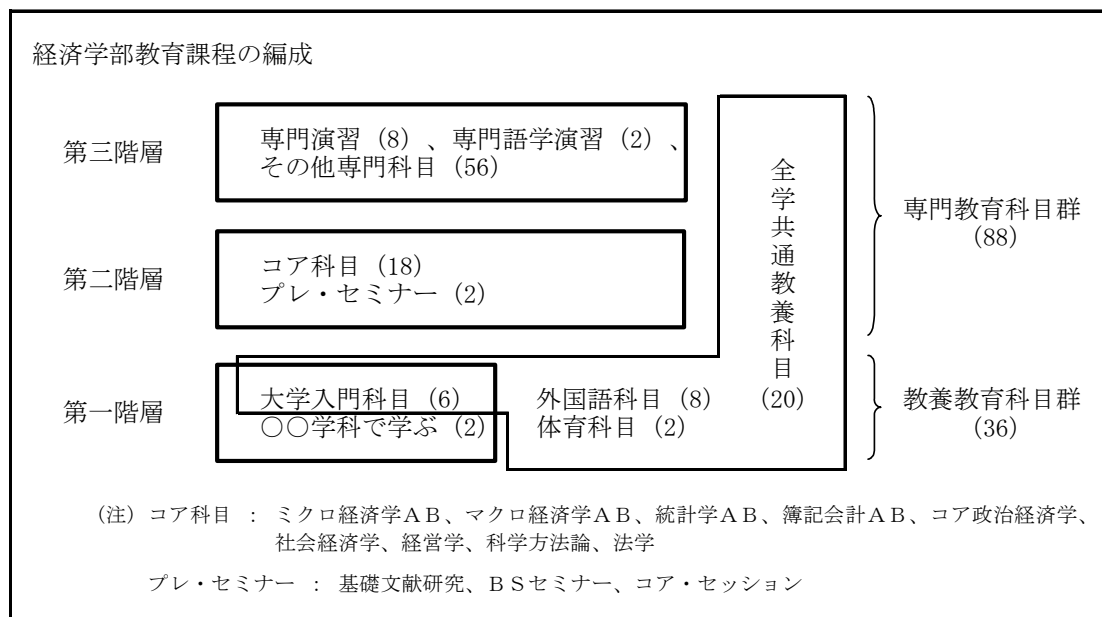 経済学部教育課程の編成
第三階層
専門演習（8）、専門語学演習（2）、
その他専門科目（56）
第二階層
コア科目（18）
プレ・セミナー（2）
第一階層
大学入門科目（6）
○○学科で学ぶ（2）
外国語科目（8）
体育科目（2）
全学共通教養科目
（20）
専門教育科目群
（88）
教養教育科目群
（36）
（注）コア科目 ： ミクロ経済学ＡＢ、マクロ経済学ＡＢ、統計学ＡＢ、簿記会計ＡＢ、コア政治経済学、
社会経済学、経営学、科学方法論、法学
プレ・セミナー ： 基礎文献研究、ＢＳセミナー、コア・セッション